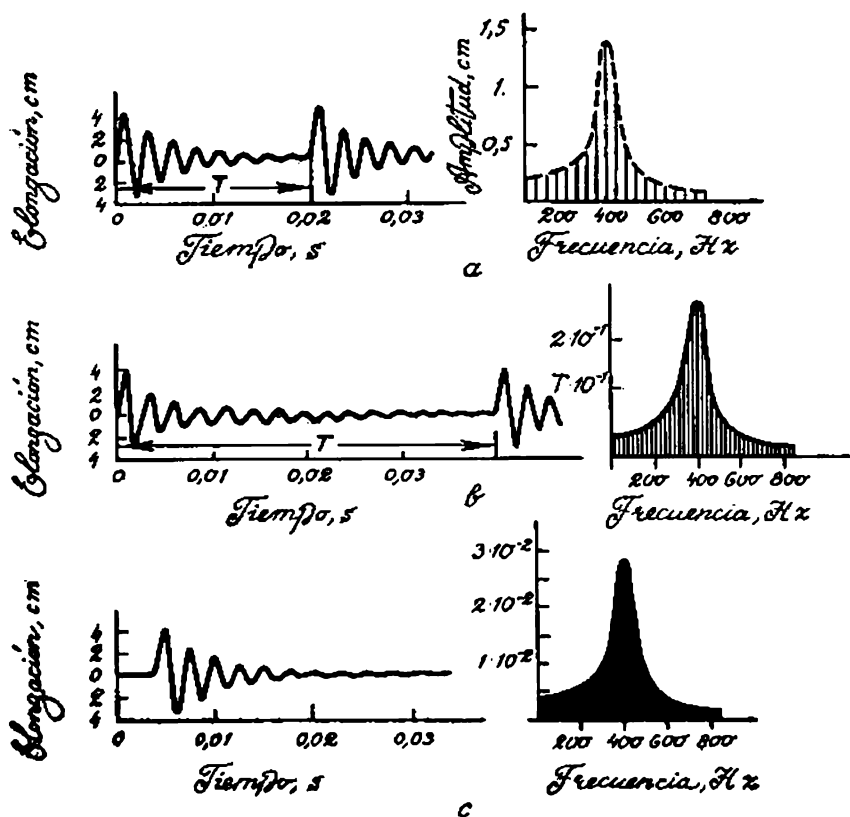 Elongación, cm
4
2
0
2
4
T
0 0,01 0,02 0,03
Tiempo, s
Amplitud, cm
1,5
1.
0,5
200 400 600 800
Frecuencia, Hz
a
Elongación, cm
4
2
0
2
4
T
0 0,01 0,02 0,03
Tiempo, s
2·10⁻¹
1·10⁻¹
200 400 600 800
Frecuencia, Hz
b
Elongación, cm
4
2
0
2
4
0 0,01 0,02 0,03
Tiempo, s
3·10⁻²
2·10⁻²
1·10⁻²
200 400 600 800
Frecuencia, Hz
c